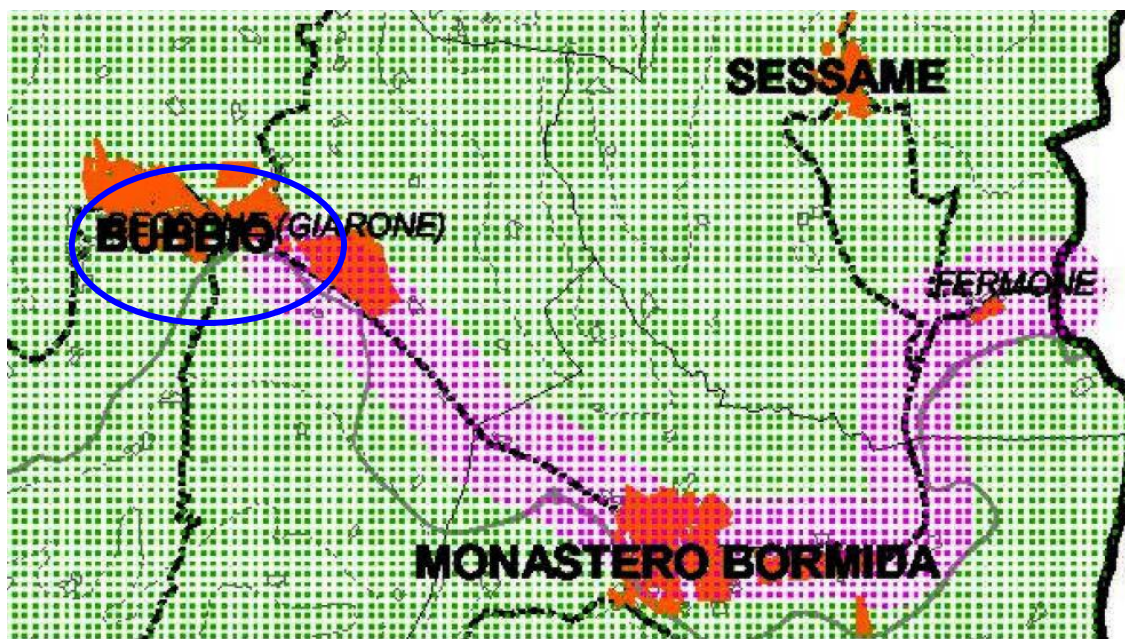 SESSAME
(GIARONE)
BUBBIO
FERMONE
MONASTERO BORMIDA